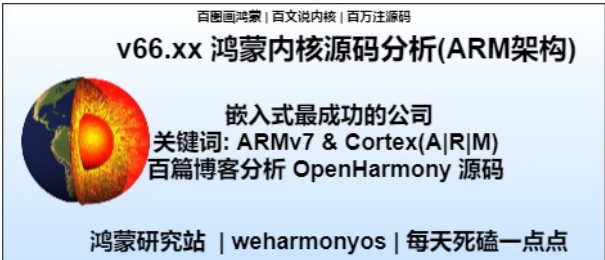 百图画鸿蒙 | 百文说内核 | 百万注源码
v66.xx 鸿蒙内核源码分析(ARM架构)
嵌入式最成功的公司
关键词: ARMv7 & Cortex(A|R|M)
百篇博客分析 OpenHarmony 源码
鸿蒙研究站 | weharmonyos | 每天死磕一点点